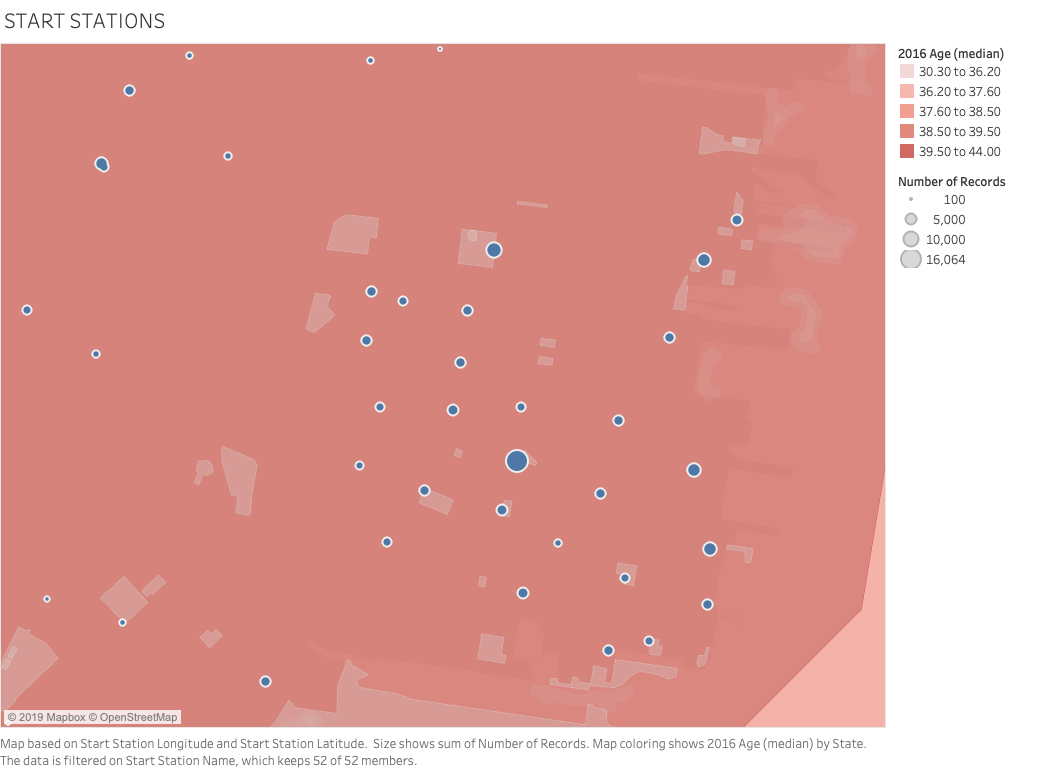 START STATIONS
2016 Age (median)
30.30 to 36.20
36.20 to 37.60
37.60 to 38.50
38.50 to 39.50
39.50 to 44.00
Number of Records
100
5,000
10,000
16,064
© 2019 Mapbox © OpenStreetMap
Map based on Start Station Longitude and Start Station Latitude.  Size shows sum of Number of Records. Map coloring shows 2016 Age (median) by State.
The data is filtered on Start Station Name, which keeps 52 of 52 members.